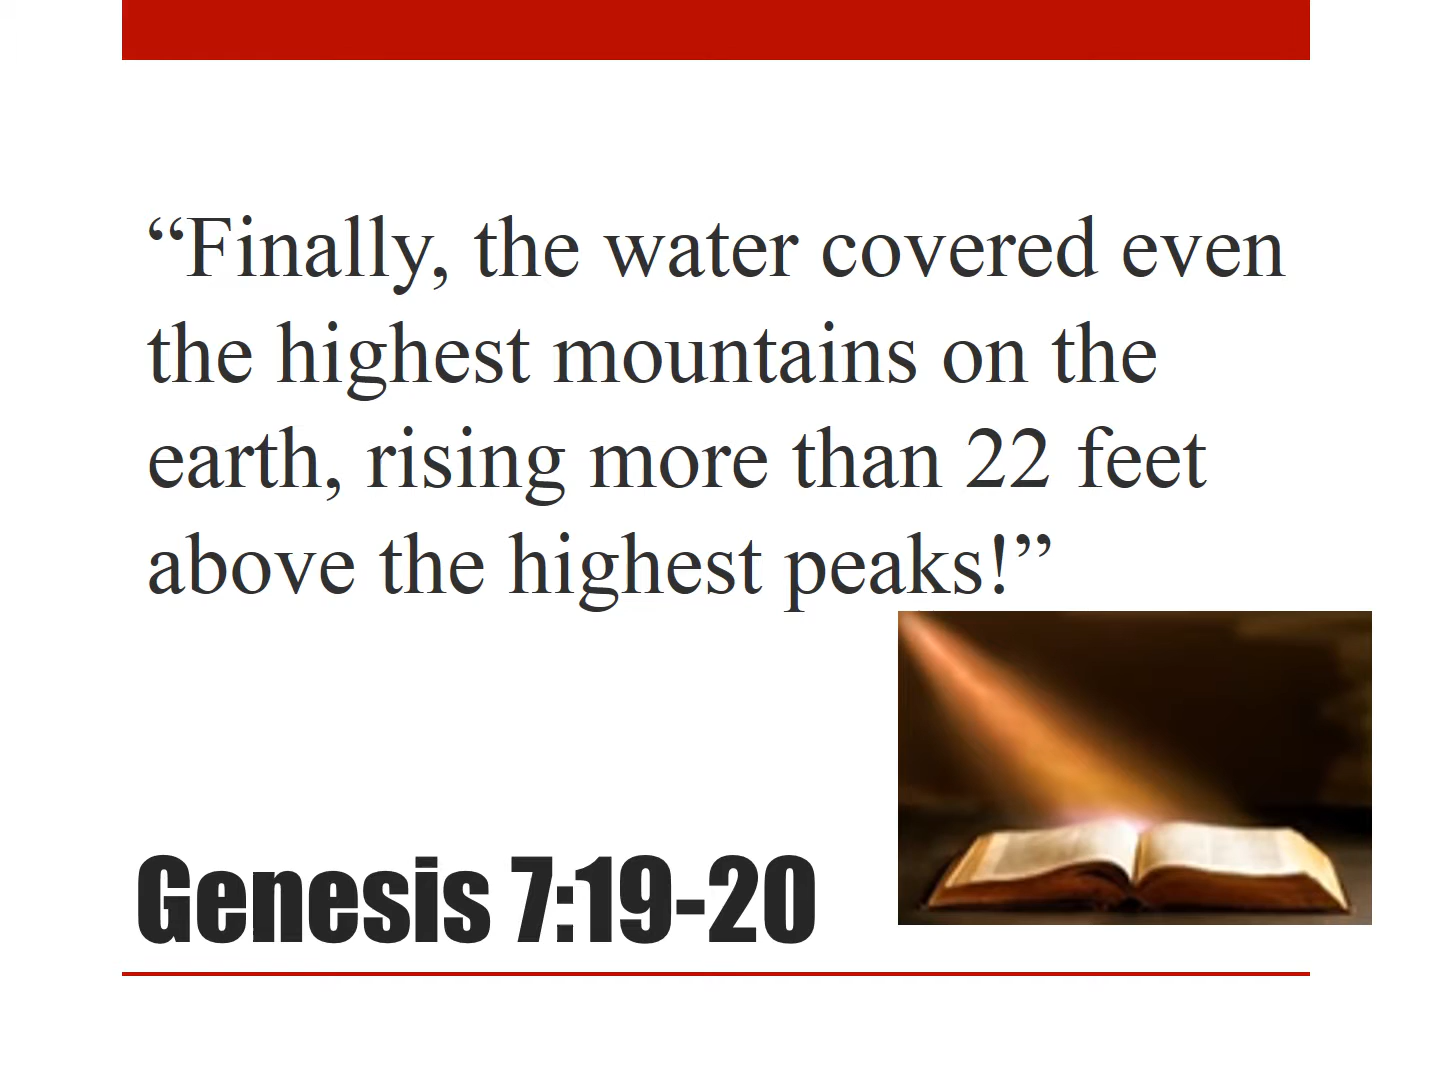 “Finally, the water covered even
the highest mountains on the
earth, rising more than 22 feet
above the highest peaks!”
Genesis 7:19-20